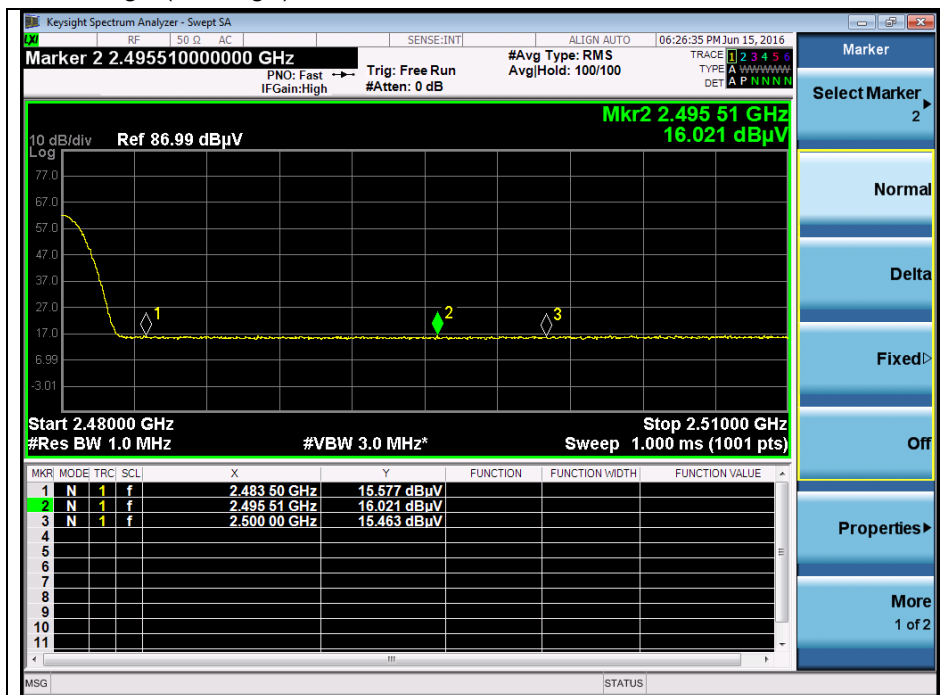 Keysight Spectrum Analyzer - Swept SA
LXI RF 50 Ω AC SENSE:INT ALIGN AUTO 06:26:35 PM Jun 15, 2016
Marker 2 2.495510000000 GHz
PNO: Fast
IFGain:High
Trig: Free Run
#Atten: 0 dB
#Avg Type: RMS
Avg|Hold: 100/100
TRACE 1 2 3 4 5 6
TYPE A WWWWW
DET A P N N N N
Mkr2 2.495 51 GHz
16.021 dBµV
10 dB/div Ref 86.99 dBµV
Log
77.0
67.0
57.0
47.0
37.0
27.0
17.0
6.99
-3.01
1
2
3
Start 2.48000 GHz Stop 2.51000 GHz
#Res BW 1.0 MHz #VBW 3.0 MHz* Sweep 1.000 ms (1001 pts)
MKR MODE TRC SCL X Y FUNCTION FUNCTION WIDTH FUNCTION VALUE
1 N 1 f 2.483 50 GHz 15.577 dBµV
2 N 1 f 2.495 51 GHz 16.021 dBµV
3 N 1 f 2.500 00 GHz 15.463 dBµV
4
5
6
7
8
9
10
11
MSG STATUS
Marker
Select Marker
2
Normal
Delta
Fixed
Off
Properties
More
1 of 2